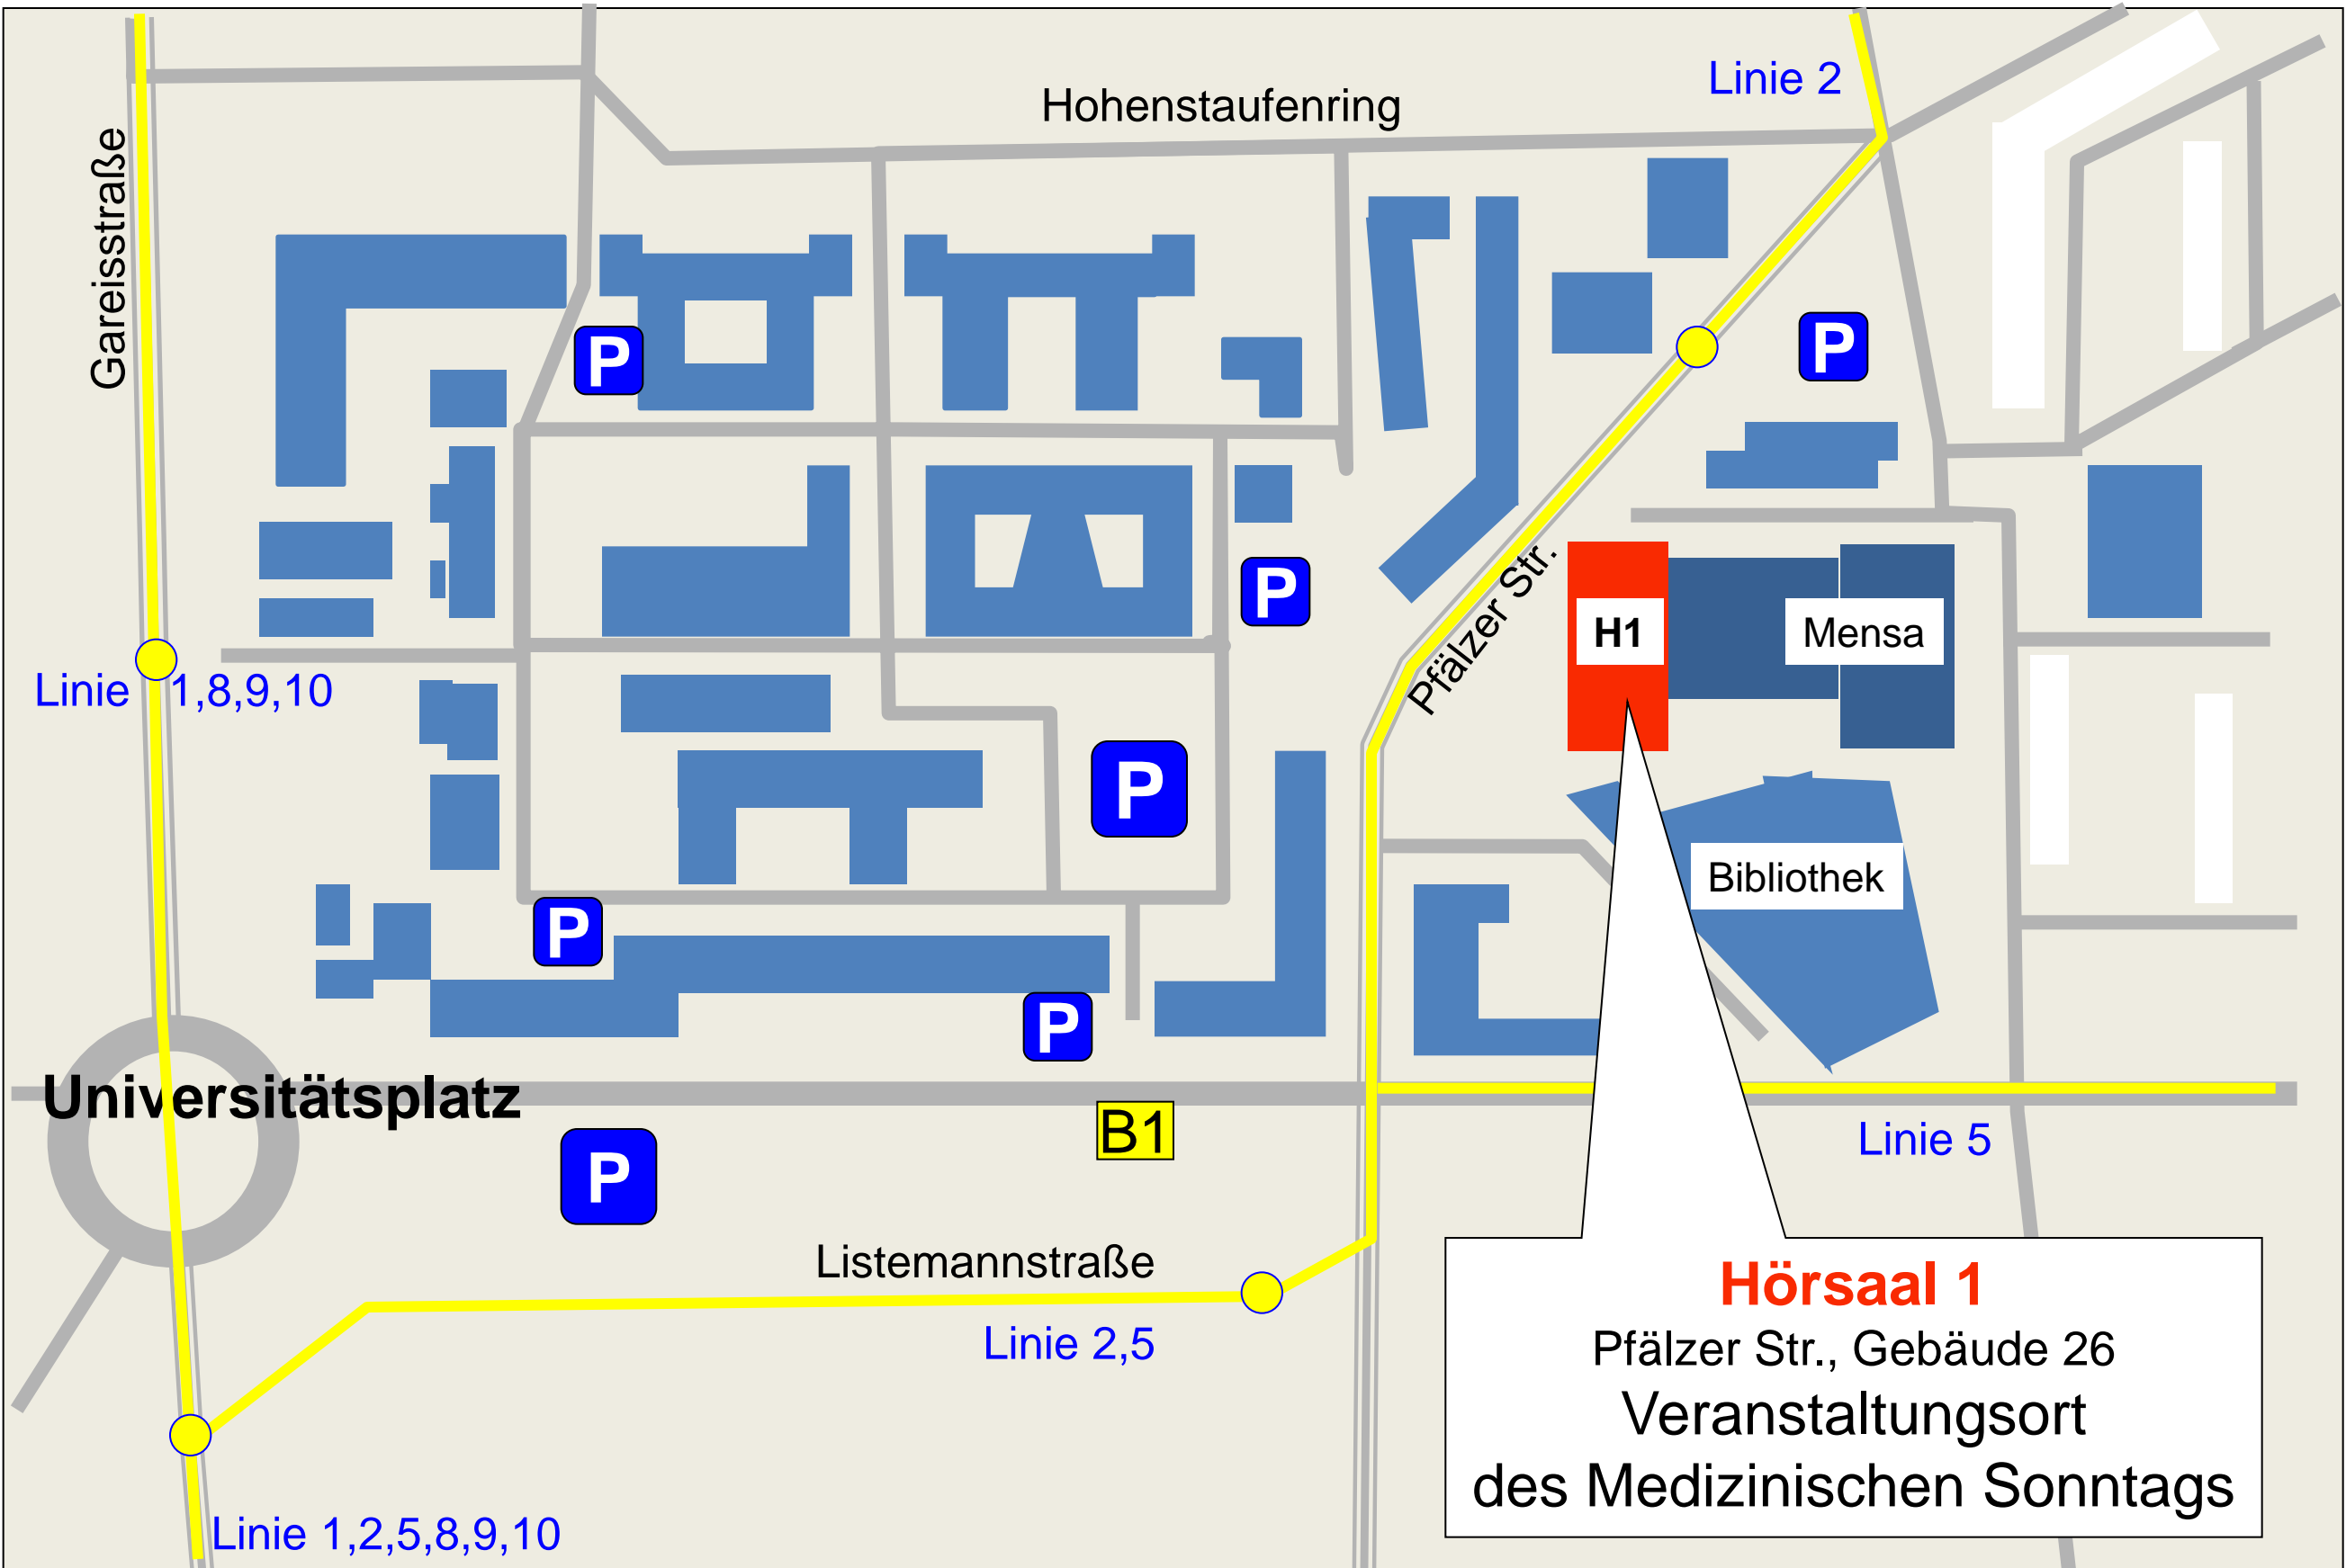 Linie 2
Hohenstaufenring
Gareisstraße
P
P
P
Pfälzer Str.
H1
Mensa
Linie 1,8,9,10
P
Bibliothek
P
P
Universitätsplatz
B1
P
Linie 5
Listemannstraße
Linie 2,5
Hörsaal 1
Pfälzer Str., Gebäude 26
Veranstaltungsort
des Medizinischen Sonntags
Linie 1,2,5,8,9,10